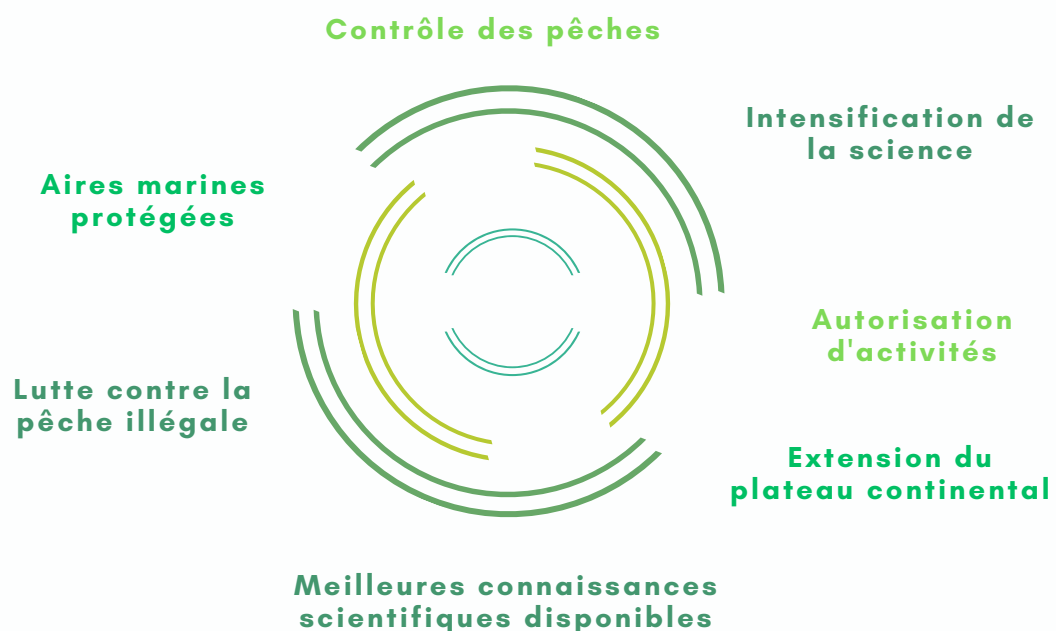 Contrôle des pêches
Intensification de
la science
Aires marines
protégées
Autorisation
d'activités
Lutte contre la
pêche illégale
Extension du
plateau continental
Meilleures connaissances
scientifiques disponibles